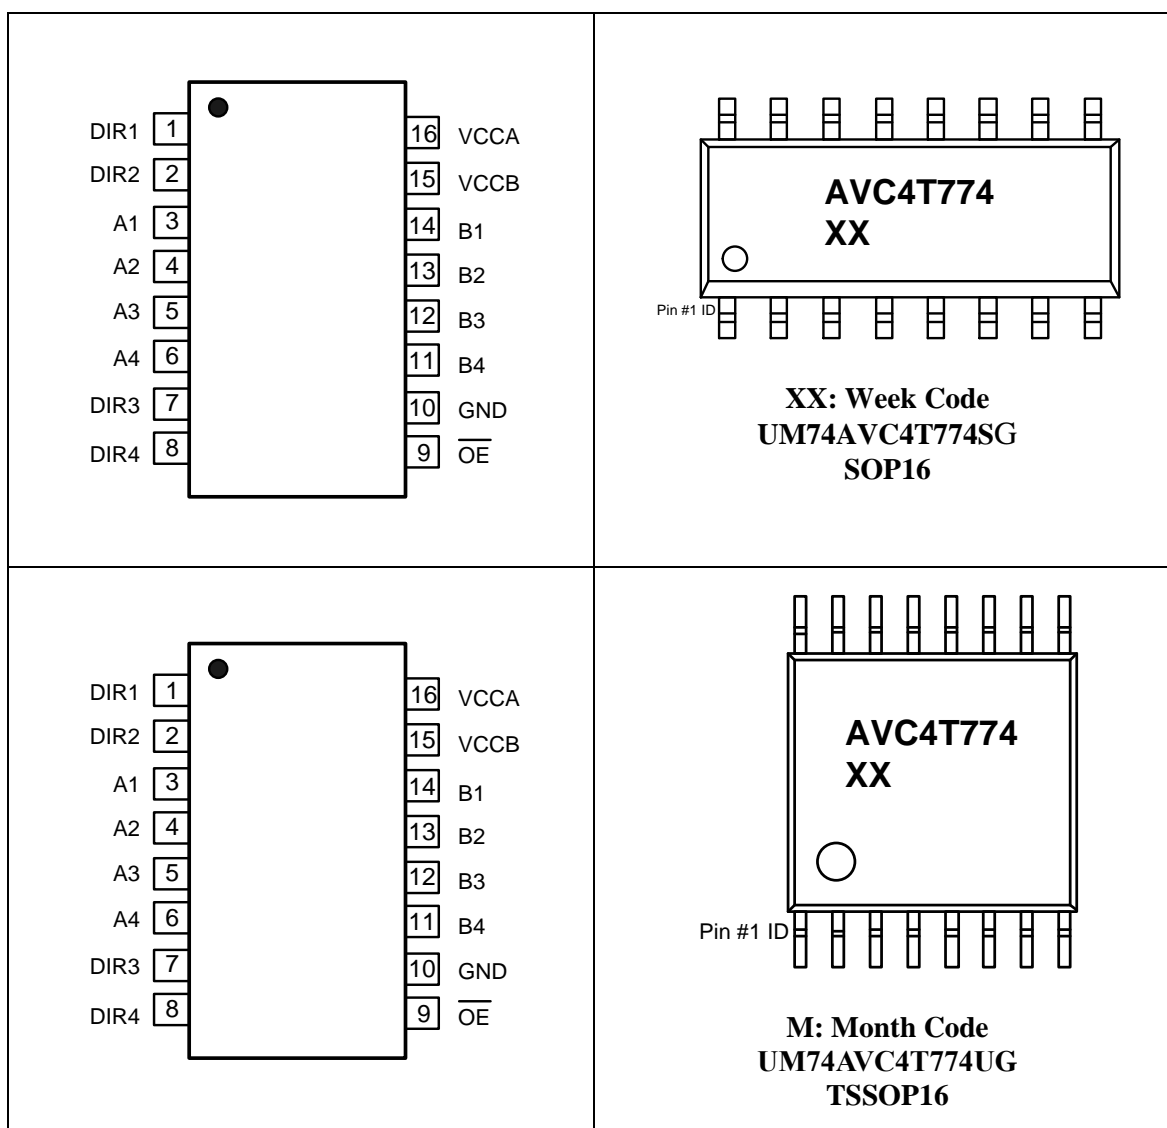 DIR1 1 16 VCCA
DIR2 2 15 VCCB
A1 3 14 B1
A2 4 13 B2
A3 5 12 B3
A4 6 11 B4
DIR3 7 10 GND
DIR4 8 9 OE
AVC4T774
XX
Pin #1 ID
XX: Week Code
UM74AVC4T774SG
SOP16
DIR1 1 16 VCCA
DIR2 2 15 VCCB
A1 3 14 B1
A2 4 13 B2
A3 5 12 B3
A4 6 11 B4
DIR3 7 10 GND
DIR4 8 9 OE
AVC4T774
XX
Pin #1 ID
M: Month Code
UM74AVC4T774UG
TSSOP16